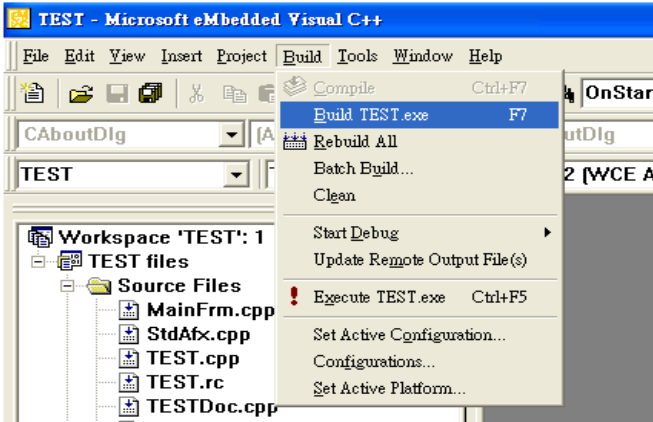 TEST - Microsoft eMbedded Visual C++
File Edit View Insert Project Build Tools Window Help
Compile Ctrl+F7
OnStar
Build TEST.exe F7
CAboutDlg
utDlg
Rebuild All
TEST
Batch Build...
2 (WCE A
Clean
Start Debug
Workspace 'TEST': 1
TEST files
Update Remote Output File(s)
Source Files
Execute TEST.exe Ctrl+F5
MainFrm.cpp
StdAfx.cpp
Set Active Configuration...
TEST.cpp
Configurations...
TEST.rc
Set Active Platform...
TESTDoc.cpp